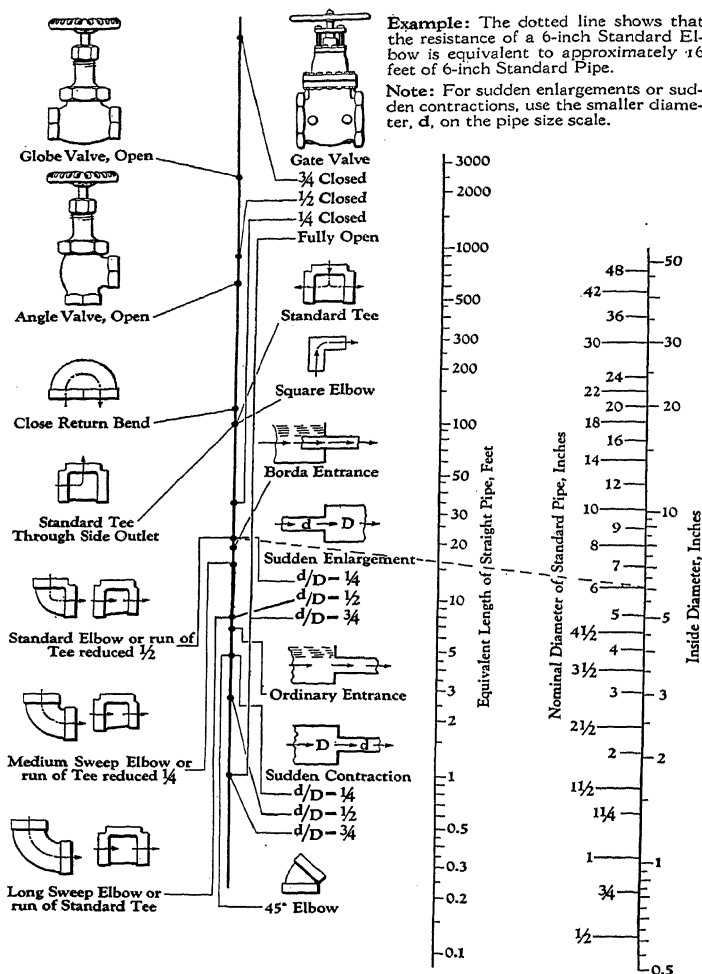 Example: The dotted line shows that
the resistance of a 6-inch Standard El-
bow is equivalent to approximately 16
feet of 6-inch Standard Pipe.
Note: For sudden enlargements or sud-
den contractions, use the smaller diame-
ter, d, on the pipe size scale.
Globe Valve, Open
Angle Valve, Open
Close Return Bend
Standard Tee
Through Side Outlet
Standard Elbow or run of
Tee reduced ½
Medium Sweep Elbow or
run of Tee reduced ¼
Long Sweep Elbow or
run of Standard Tee
Gate Valve
¾ Closed
½ Closed
¼ Closed
Fully Open
Standard Tee
Square Elbow
Borda Entrance
d
D
Sudden Enlargement
d/D–¼
d/D–½
d/D–¾
Ordinary Entrance
D
d
Sudden Contraction
d/D–¼
d/D–½
d/D–¾
45° Elbow
3000
2000
1000
500
300
200
100
50
30
20
10
5
3
2
1
0.5
0.3
0.2
0.1
Equivalent Length of Straight Pipe, Feet
Nominal Diameter of Standard Pipe, Inches
48
42
36
30
24
22
20
18
16
14
12
10
9
8
7
6
5
4½
4
3½
3
2½
2
1½
1¼
1
¾
½
50
30
20
10
5
3
2
1
0.5
Inside Diameter, Inches